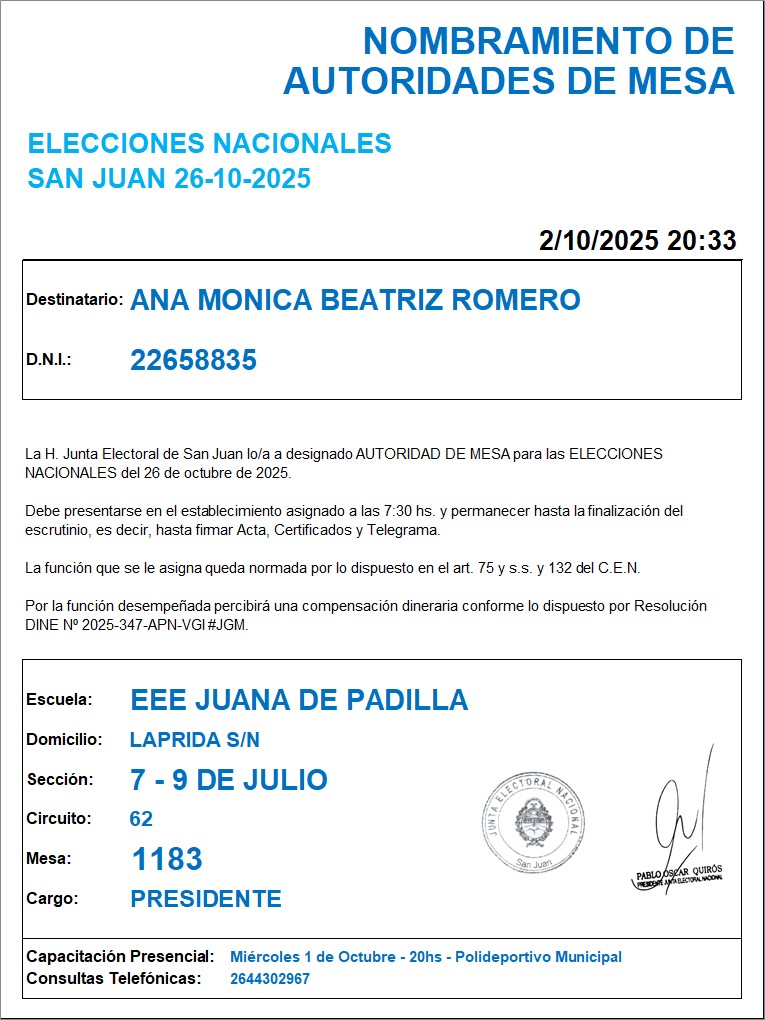 NOMBRAMIENTO DE
AUTORIDADES DE MESA
ELECCIONES NACIONALES
SAN JUAN 26-10-2025
2/10/2025 20:33
Destinatario: ANA MONICA BEATRIZ ROMERO
D.N.I.: 22658835
La H. Junta Electoral de San Juan lo/a a designado AUTORIDAD DE MESA para las ELECCIONES
NACIONALES del 26 de octubre de 2025.
Debe presentarse en el establecimiento asignado a las 7:30 hs. y permanecer hasta la finalización del
escrutinio, es decir, hasta firmar Acta, Certificados y Telegrama.
La función que se le asigna queda normada por lo dispuesto en el art. 75 y s.s. y 132 del C.E.N.
Por la función desempeñada percibirá una compensación dineraria conforme lo dispuesto por Resolución
DINE Nº 2025-347-APN-VGI#JGM.
Escuela: EEE JUANA DE PADILLA
Domicilio: LAPRIDA S/N
Sección: 7 - 9 DE JULIO
Circuito: 62
Mesa: 1183
Cargo: PRESIDENTE
JUNTA ELECTORAL NACIONAL
San Juan
PABLO OSCAR QUIRÓS
PRESIDENTE JUNTA ELECTORAL NACIONAL
Capacitación Presencial: Miércoles 1 de Octubre - 20hs - Polideportivo Municipal
Consultas Telefónicas: 2644302967